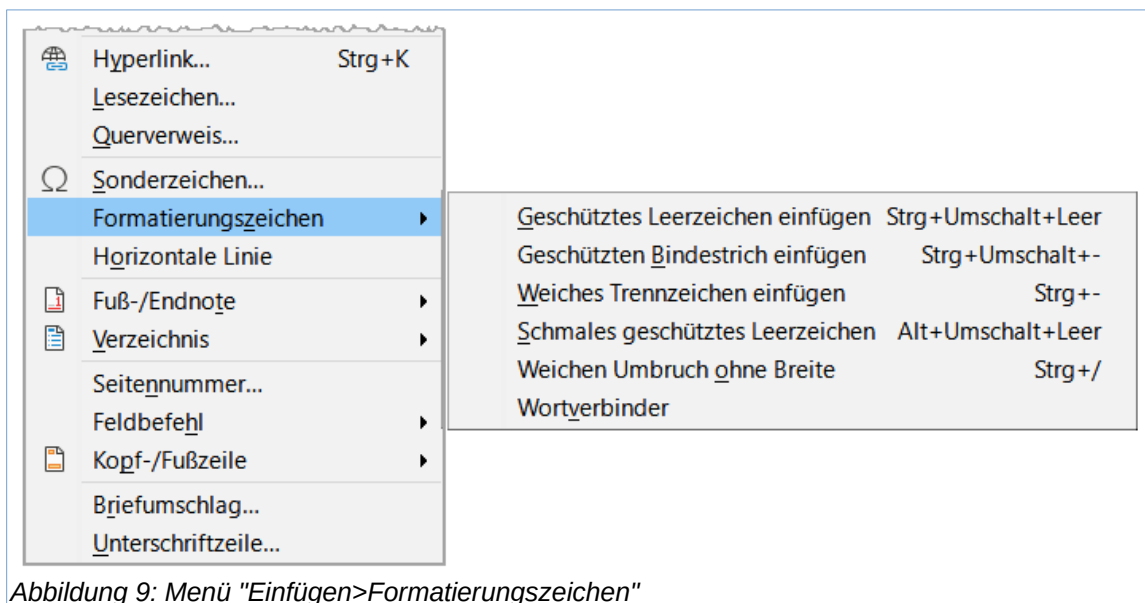 Hyperlink... Strg+K
Lesezeichen...
Querverweis...
Sonderzeichen...
Formatierungszeichen
Horizontale Linie
Fuß-/Endnote
Verzeichnis
Seitennummer...
Feldbefehl
Kopf-/Fußzeile
Briefumschlag...
Unterschriftzeile...
Geschütztes Leerzeichen einfügen Strg+Umschalt+Leer
Geschützten Bindestrich einfügen Strg+Umschalt+-
Weiches Trennzeichen einfügen Strg+-
Schmales geschütztes Leerzeichen Alt+Umschalt+Leer
Weichen Umbruch ohne Breite Strg+/
Wortverbinder
Abbildung 9: Menü "Einfügen>Formatierungszeichen"